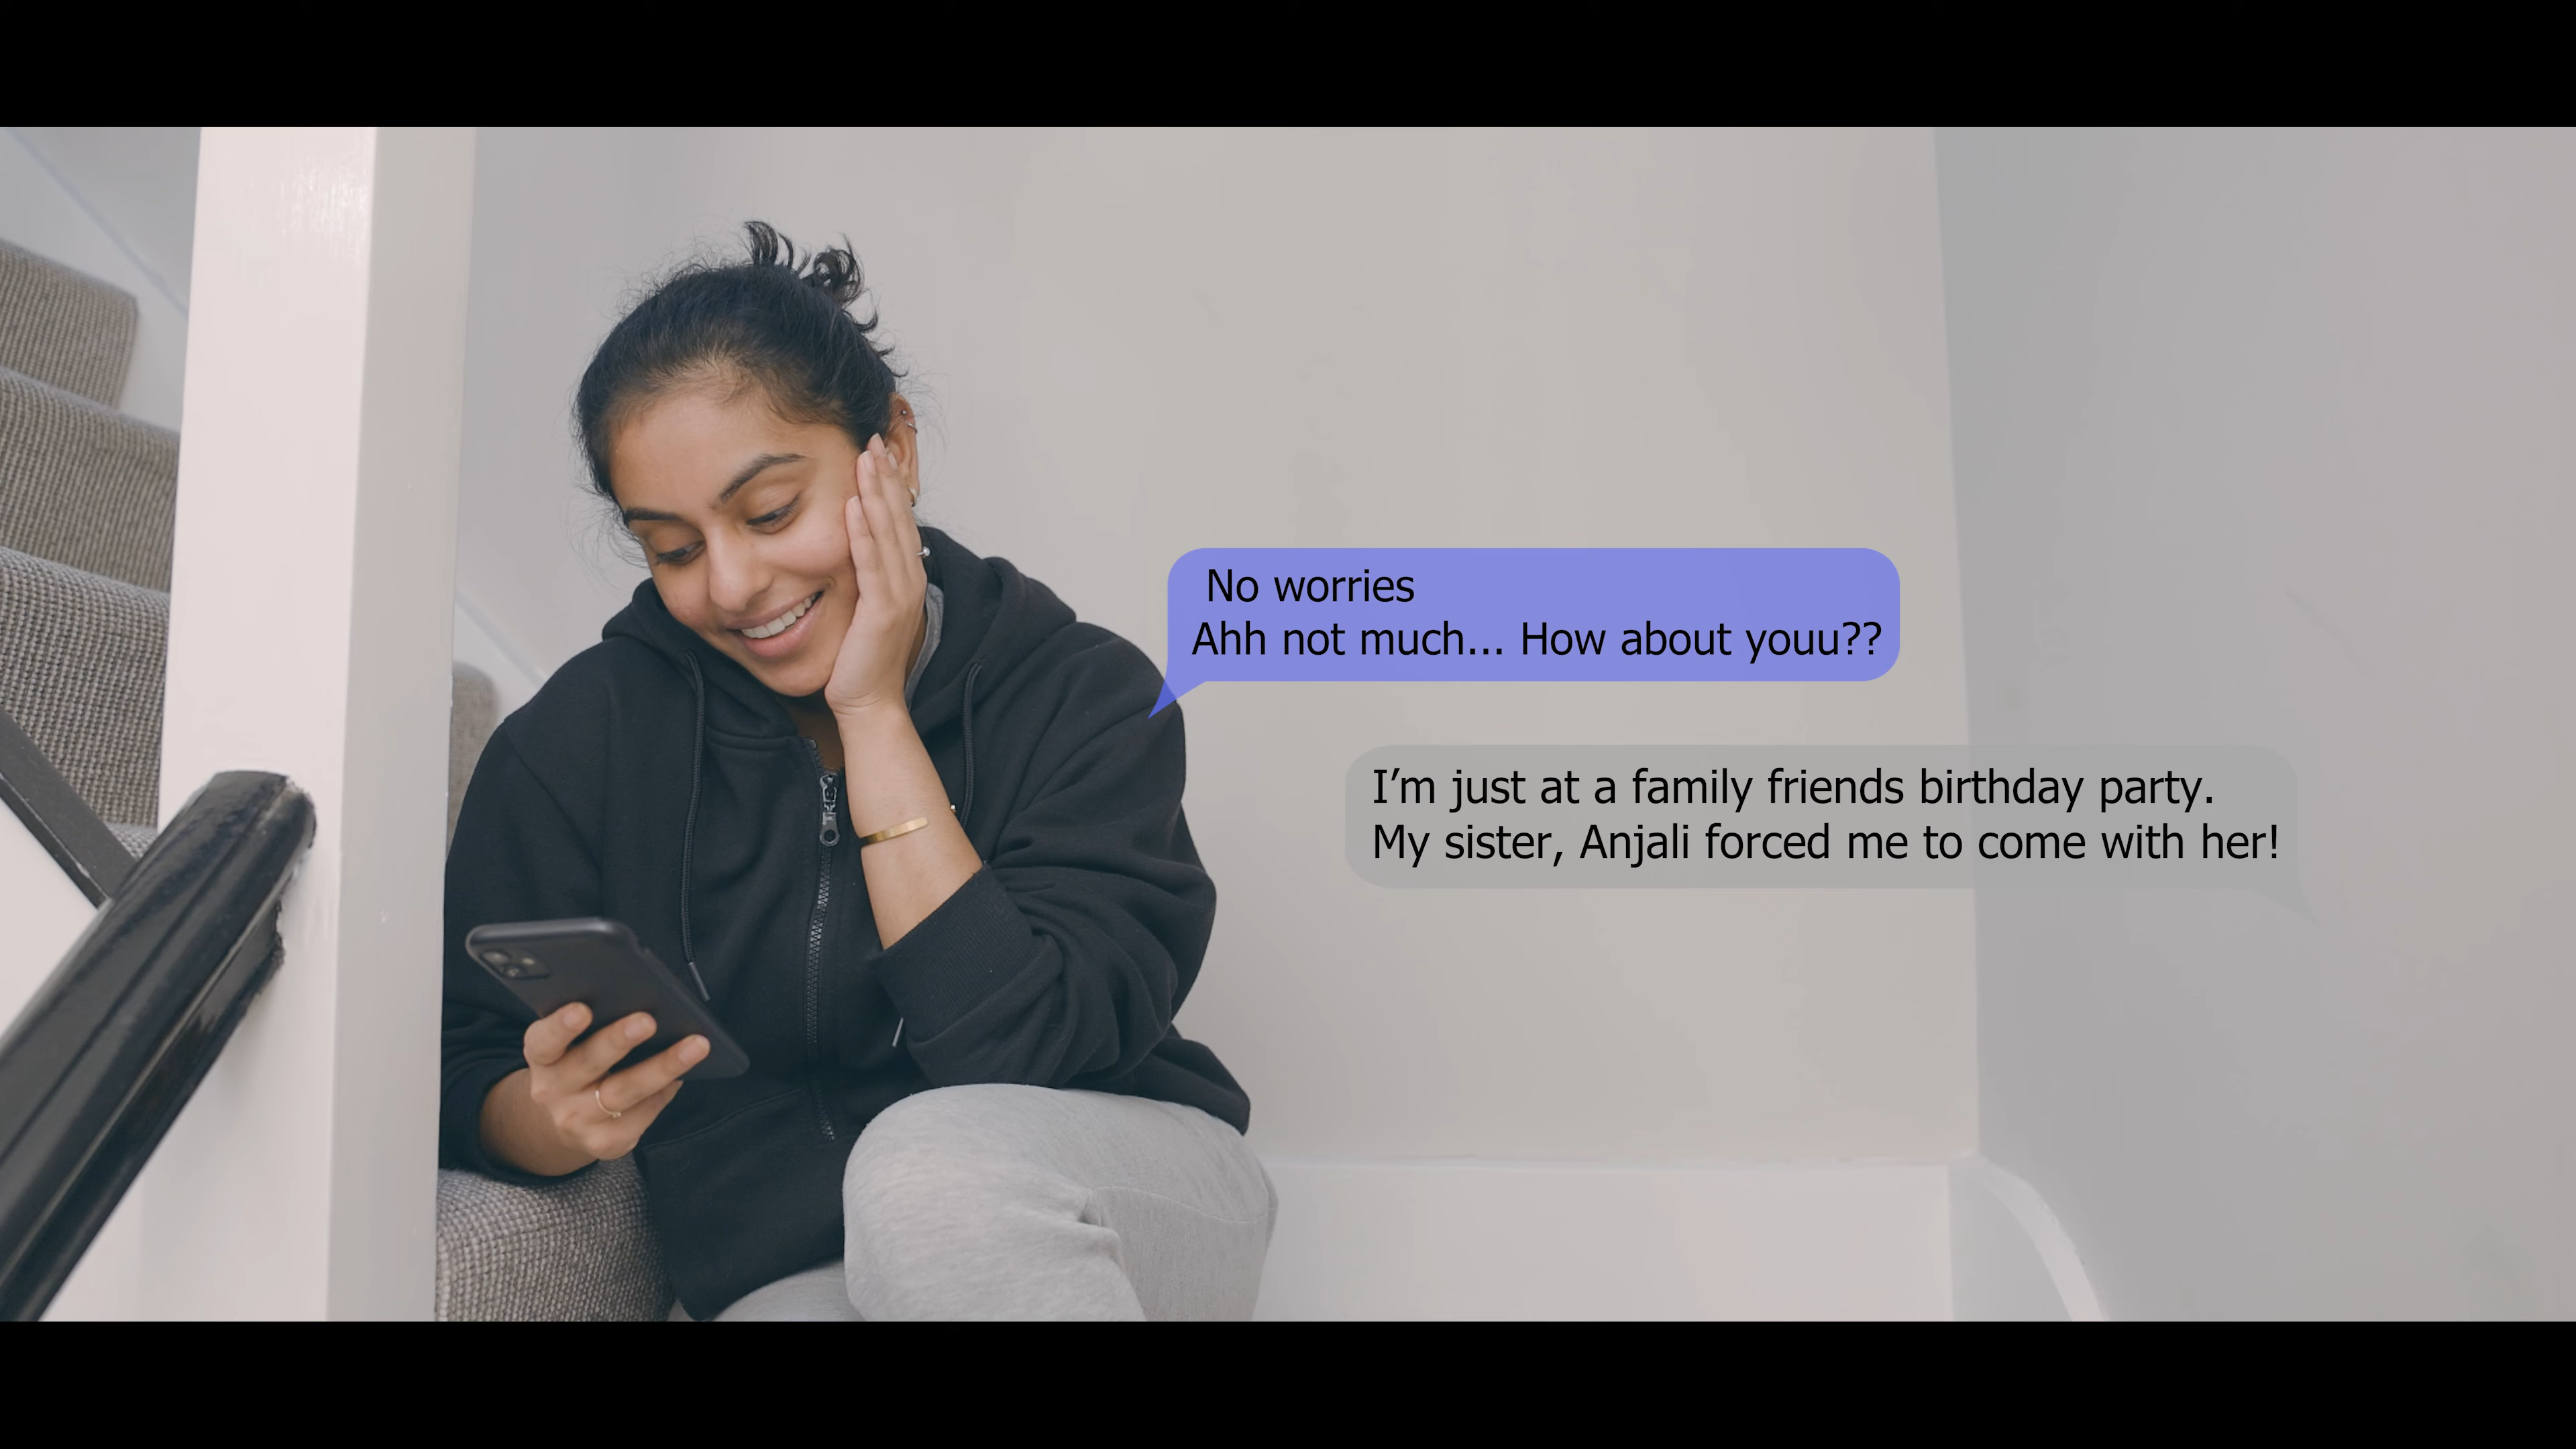 No worries
Ahh not much... How about youu??
I’m just at a family friends birthday party.
My sister, Anjali forced me to come with her!